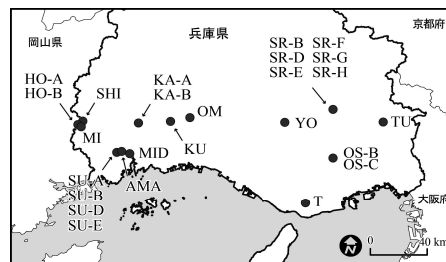 兵庫県
京都府
岡山県
SR-B SR-F
SR-D SR-G
SR-E SR-H
HO-A
HO-B
SHI
KA-A
KA-B
OM
MI
KU
YO
TU
MID
OS-B
OS-C
SU-A
SU-B
SU-D
SU-E
AMA
T
大阪府
N
0 40 km